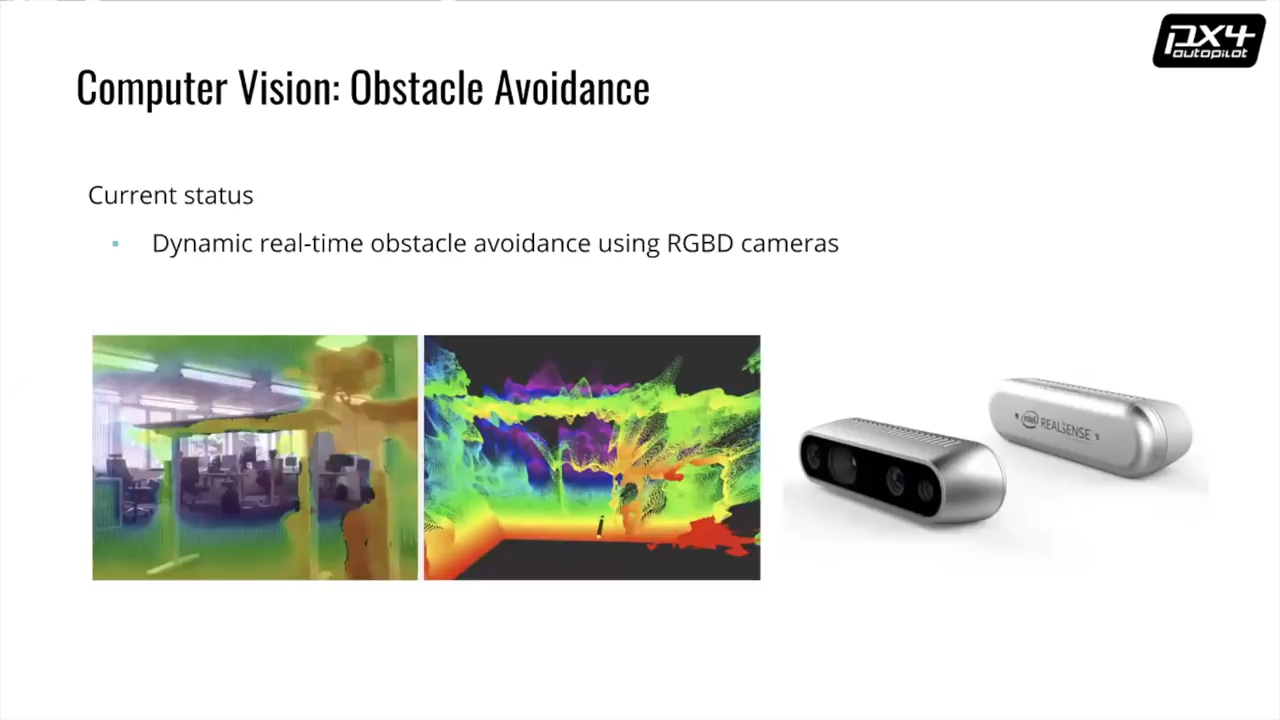 PX4
autopilot
Computer Vision: Obstacle Avoidance
Current status
Dynamic real-time obstacle avoidance using RGBD cameras
intel REALSENSE